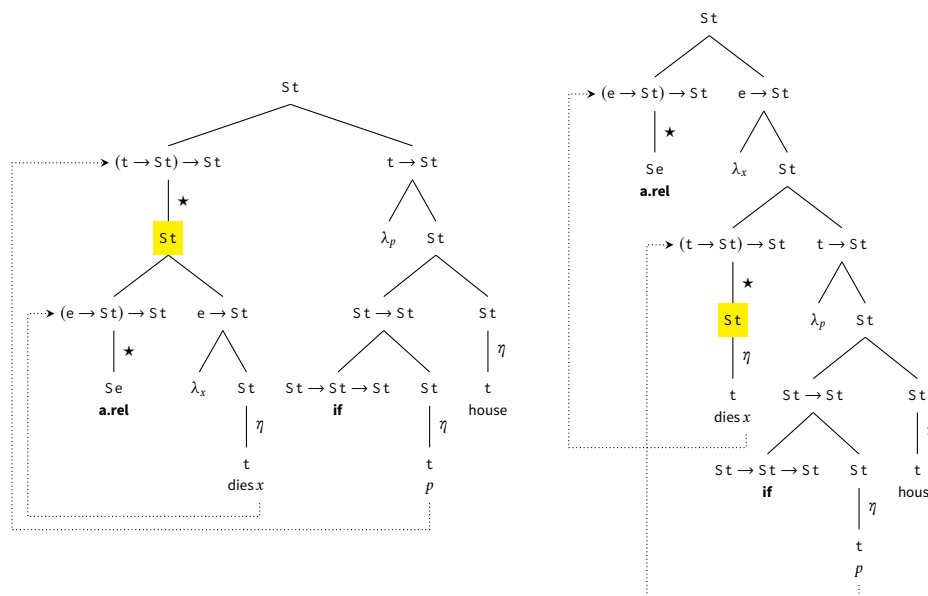 St
(t → St) → St t → St
★
St λp St
(e → St) → St e → St St → St St
★ η
Se λx St St → St → St St t
a.rel if house
η η
t t
dies x p
St
(e → St) → St e → St
★
Se λx St
a.rel
(t → St) → St t → St
★
St λp St
η
t St → St St
dies x
St → St → St St t
if
η
t
p